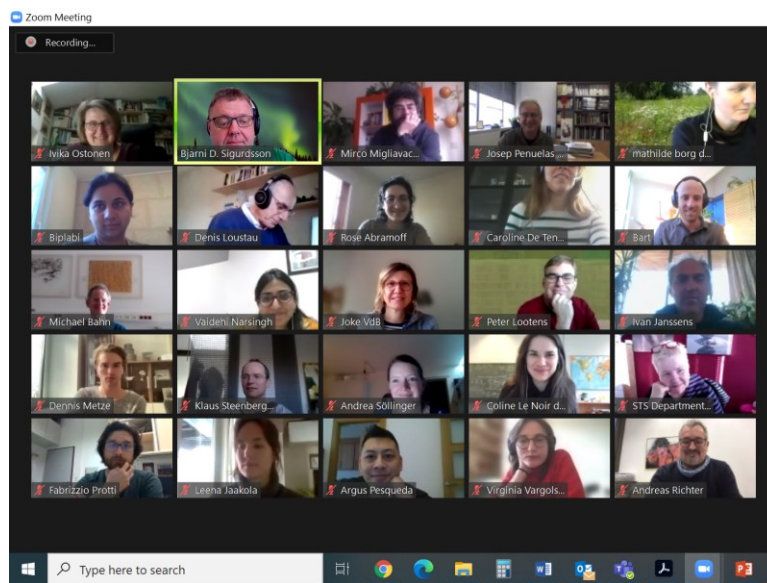 Zoom Meeting
Recording...
Ivika Ostonen
Bjarni D. Sigurdsson
Mirco Migliavac...
Josep Penuelas ...
mathilde borg d...
Biplabi
Denis Loustau
Rose Abramoff
Caroline De Ten...
Bart
Michael Bahn
Vaidehi Narsingh
Joke VdB
Peter Lootens
Ivan Janssens
Dennis Metze
Klaus Steenberg...
Andrea Söllinger
Coline Le Noir d...
STS Department...
Fabrizzio Protti
Leena Jaakola
Argus Pesqueda
Virginia Vargols...
Andreas Richter
Type here to search